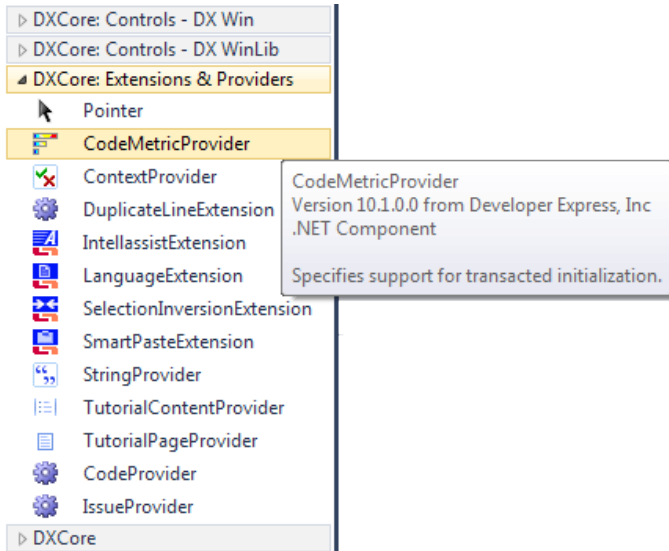 DXCore: Controls - DX Win
DXCore: Controls - DX WinLib
DXCore: Extensions & Providers
Pointer
CodeMetricProvider
ContextProvider
DuplicateLineExtension
IntellassistExtension
LanguageExtension
SelectionInversionExtension
SmartPasteExtension
StringProvider
TutorialContentProvider
TutorialPageProvider
CodeProvider
IssueProvider
DXCore
CodeMetricProvider
Version 10.1.0.0 from Developer Express, Inc
.NET Component
Specifies support for transacted initialization.